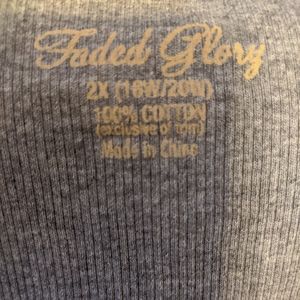 Faded Glory
2X (18W/20W)
100% COTTON
(exclusive of trim)
Made in China